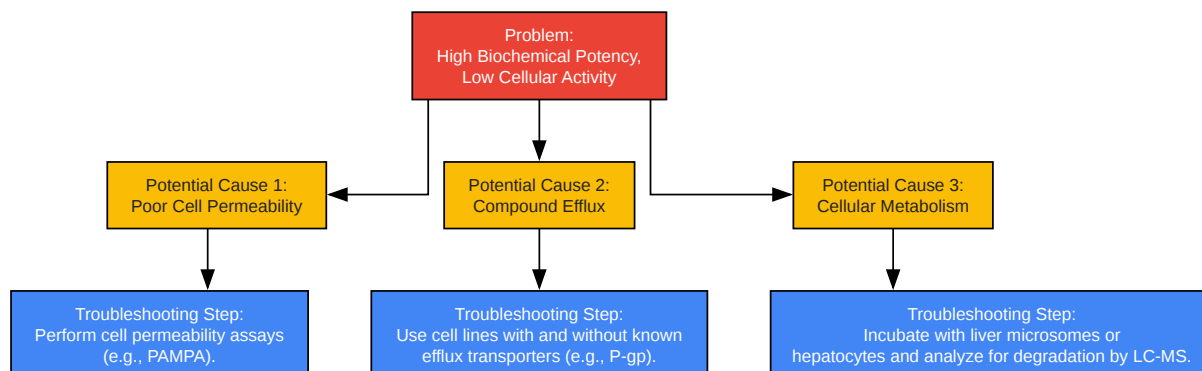 Problem:
High Biochemical Potency,
Low Cellular Activity
Potential Cause 1:
Poor Cell Permeability
Potential Cause 2:
Compound Efflux
Potential Cause 3:
Cellular Metabolism
Troubleshooting Step:
Perform cell permeability assays
(e.g., PAMPA).
Troubleshooting Step:
Use cell lines with and without known
efflux transporters (e.g., P-gp).
Troubleshooting Step:
Incubate with liver microsomes or
hepatocytes and analyze for degradation by LC-MS.